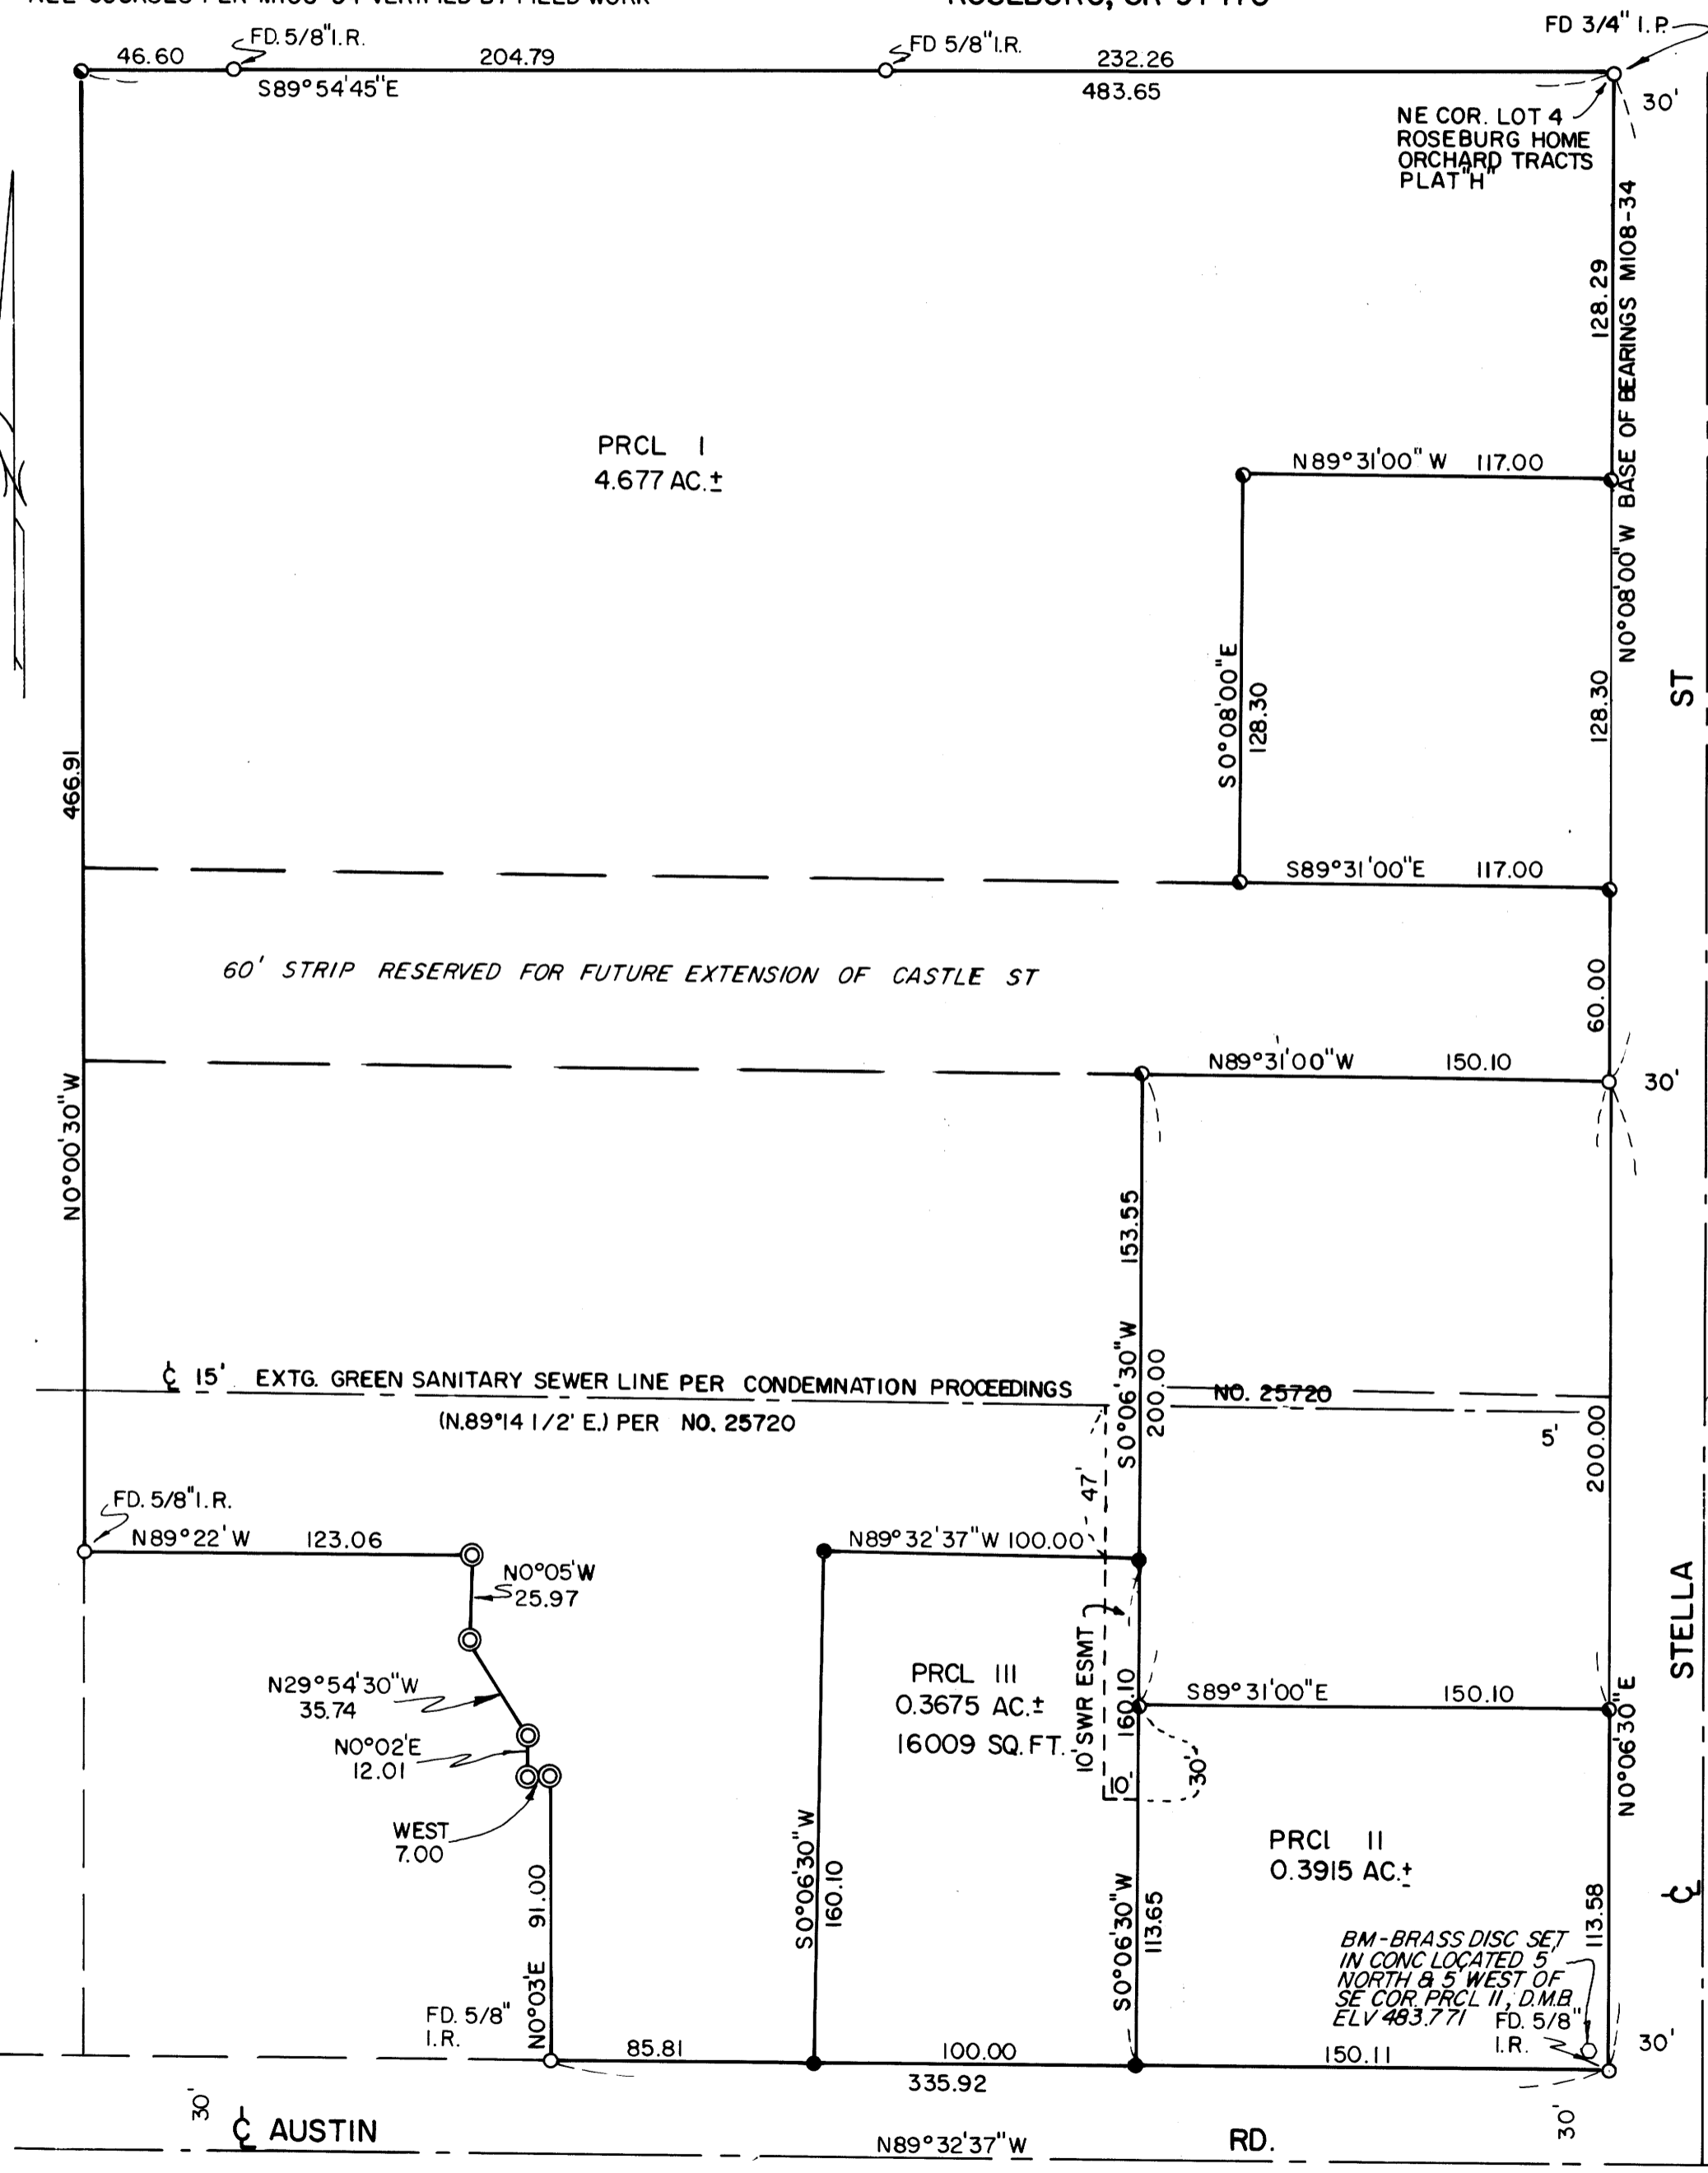 ROSEBURG, OR 97470
FD. 5/8" I.R.
FD 5/8" I.R.
FD 3/4" I.P.
46.60
204.79
232.26
S89°54'45"E
483.65
30'
NE COR. LOT 4
ROSEBURG HOME
ORCHARD TRACTS
PLAT "H"
128.29
N0°08'00"W BASE OF BEARINGS M108-34
PRCL I
4.677 AC.±
N89°31'00" W 117.00
S0°08'00"E
128.30
128.30
ST
466.91
S89°31'00"E 117.00
60' STRIP RESERVED FOR FUTURE EXTENSION OF CASTLE ST
60.00
N89°31'00"W 150.10
30'
N0°00'30"W
153.55
S0°06'30"W
200.00
℄ 15' EXTG. GREEN SANITARY SEWER LINE PER CONDEMNATION PROCEEDINGS
NO. 25720
(N.89°14 1/2' E.) PER NO. 25720
5'
200.00
47'
FD. 5/8" I.R.
N89°22' W 123.06
N89°32'37"W 100.00
N0°05'W
25.97
10' SWR ESMT
STELLA
N29°54'30"W
35.74
PRCL III
0.3675 AC.±
16009 SQ. FT.
160.10
S89°31'00"E 150.10
N0°06'30"E
N0°02'E
12.01
10'
30'
WEST
7.00
S0°06'30"W
160.10
PRCL II
0.3915 AC.±
℄
91.00
N0°03'E
S0°06'30"W
113.65
113.58
BM-BRASS DISC SET
IN CONC LOCATED 5'
NORTH & 5' WEST OF
SE COR. PRCL II, D.M.B.
ELV 483.771
FD. 5/8"
I.R.
FD. 5/8"
I.R.
30'
85.81
100.00
150.11
335.92
30'
℄ AUSTIN
RD.
30'
N89°32'37"W